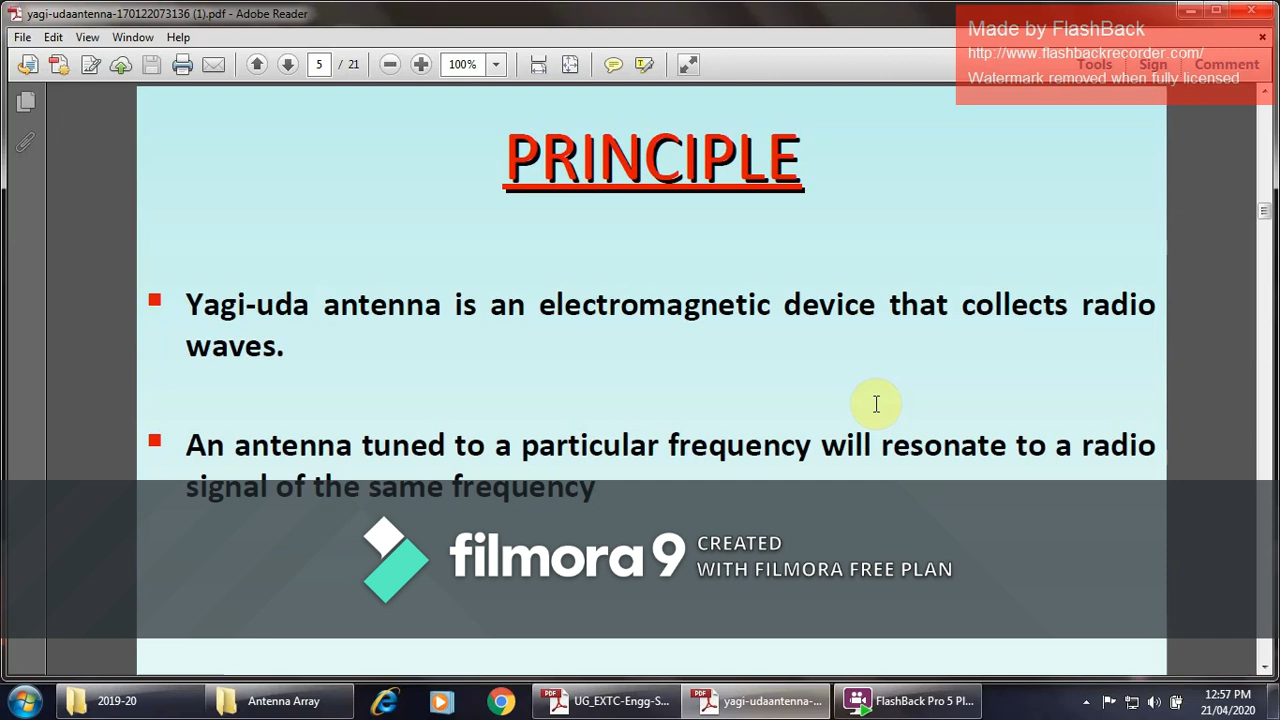 yagi-udaantenna-170122073136 (1).pdf - Adobe Reader
Made by FlashBack
http://www.flashbackrecorder.com/
Watermark removed when fully licensed
File Edit View Window Help
5 / 21 100% Tools Sign Comment
PRINCIPLE
Yagi-uda antenna is an electromagnetic device that collects radio
waves.
An antenna tuned to a particular frequency will resonate to a radio
signal of the same frequency
filmora 9 CREATED
WITH FILMORA FREE PLAN
2019-20 Antenna Array UG_EXTC-Engg-S... yagi-udaantenna-... FlashBack Pro 5 Pl... 12:57 PM
21/04/2020